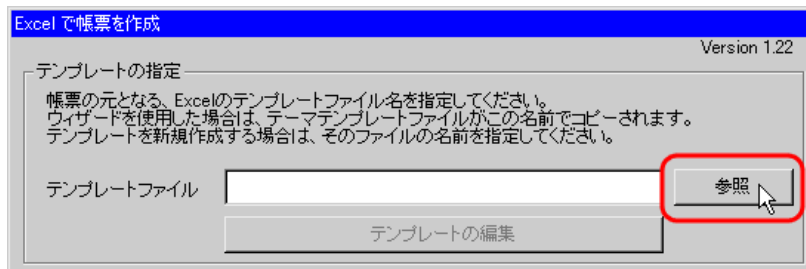 Excel で帳票を作成
Version 1.22
テンプレートの指定
帳票の元となる、Excelのテンプレートファイル名を指定してください。
ウィザードを使用した場合は、テーマテンプレートファイルがこの名前でコピーされます。
テンプレートを新規作成する場合は、そのファイルの名前を指定してください。
テンプレートファイル
参照
テンプレートの編集